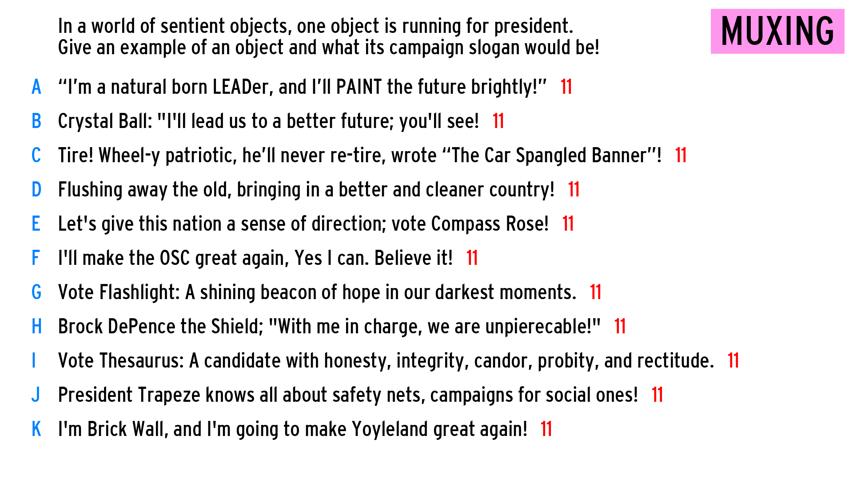 In a world of sentient objects, one object is running for president.
Give an example of an object and what its campaign slogan would be!
MUXING
A “I’m a natural born LEADer, and I’ll PAINT the future brightly!” 11
B Crystal Ball: "I'll lead us to a better future; you'll see! 11
C Tire! Wheel-y patriotic, he’ll never re-tire, wrote “The Car Spangled Banner”! 11
D Flushing away the old, bringing in a better and cleaner country! 11
E Let's give this nation a sense of direction; vote Compass Rose! 11
F I'll make the OSC great again, Yes I can. Believe it! 11
G Vote Flashlight: A shining beacon of hope in our darkest moments. 11
H Brock DePence the Shield; "With me in charge, we are unpierecable!" 11
I Vote Thesaurus: A candidate with honesty, integrity, candor, probity, and rectitude. 11
J President Trapeze knows all about safety nets, campaigns for social ones! 11
K I'm Brick Wall, and I'm going to make Yoyleland great again! 11